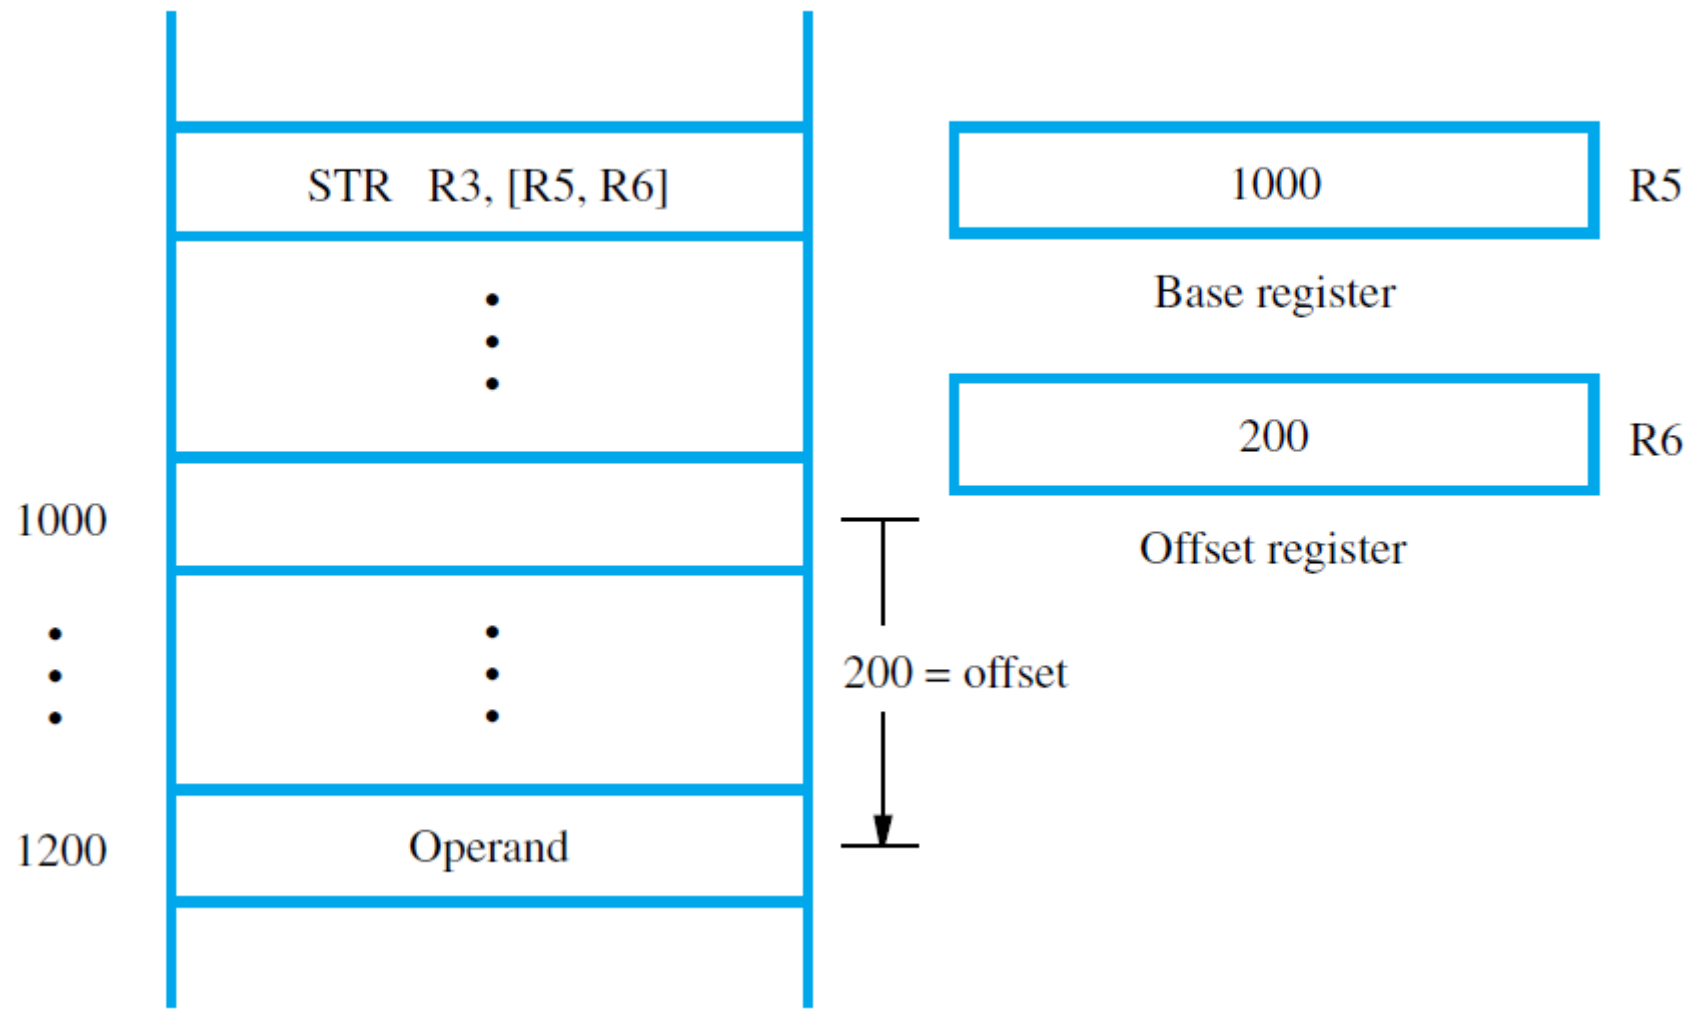 STR R3, [R5, R6]
1000
R5
Base register
200
R6
Offset register
1000
200 = offset
1200
Operand